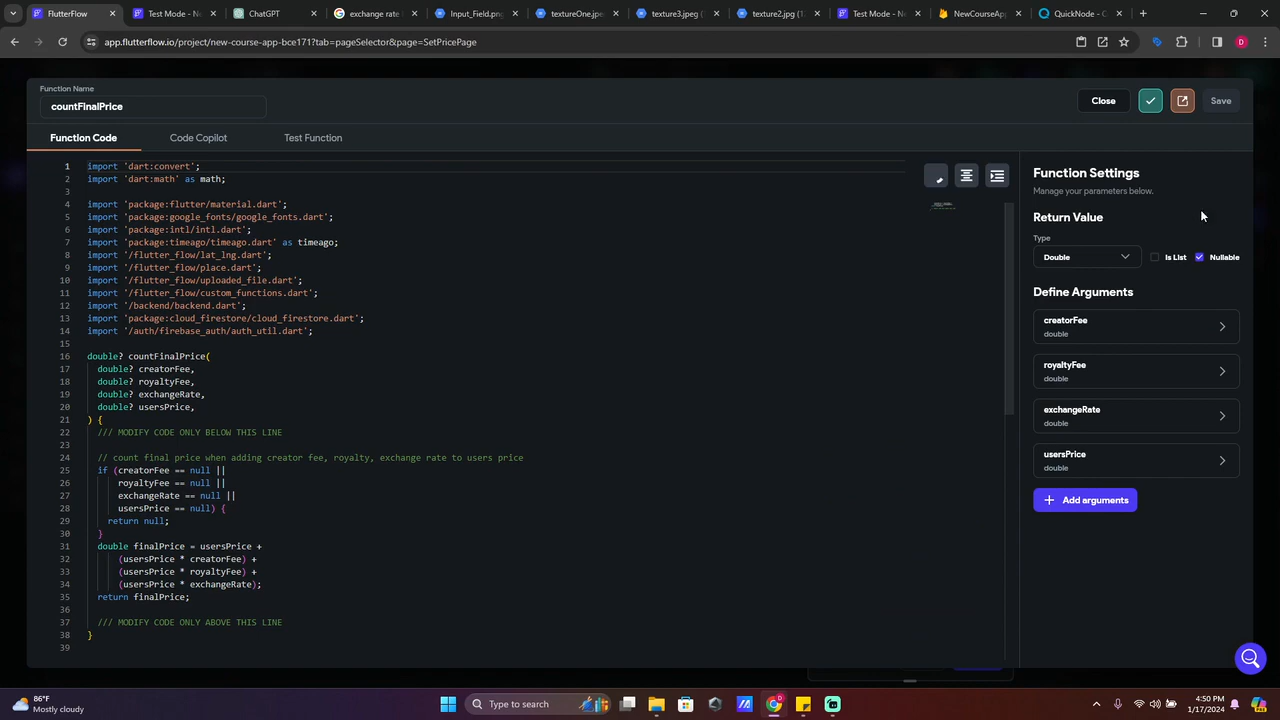 FlutterFlow
Test Mode -
ChatGPT
exchange rate
Input_Field.png
textureOne.jpe
texture3.jpeg
texture2.jpg (1
Test Mode -
NewCourseApp
QuickNode - C
app.flutterflow.io/project/new-course-app-bce171?tab=pageSelector&page=SetPricePage
D
Function Name
countFinalPrice
Close
Save
Function Code
Code Copilot
Test Function
1 import 'dart:convert';
2 import 'dart:math' as math;
3
4 import 'package:flutter/material.dart';
5 import 'package:google_fonts/google_fonts.dart';
6 import 'package:intl/intl.dart';
7 import 'package:timeago/timeago.dart' as timeago;
8 import '/flutter_flow/lat_lng.dart';
9 import '/flutter_flow/place.dart';
10 import '/flutter_flow/uploaded_file.dart';
11 import '/flutter_flow/custom_functions.dart';
12 import '/backend/backend.dart';
13 import 'package:cloud_firestore/cloud_firestore.dart';
14 import '/auth/firebase_auth/auth_util.dart';
15
16 double? countFinalPrice(
17 double? creatorFee,
18 double? royaltyFee,
19 double? exchangeRate,
20 double? usersPrice,
21 ) {
22 /// MODIFY CODE ONLY BELOW THIS LINE
23
24 // count final price when adding creator fee, royalty, exchange rate to users price
25 if (creatorFee == null ||
26 royaltyFee == null ||
27 exchangeRate == null ||
28 usersPrice == null) {
29 return null;
30 }
31 double finalPrice = usersPrice +
32 (usersPrice * creatorFee) +
33 (usersPrice * royaltyFee) +
34 (usersPrice * exchangeRate);
35 return finalPrice;
36
37 /// MODIFY CODE ONLY ABOVE THIS LINE
38 }
39
Function Settings
Manage your parameters below.
Return Value
Type
Double
Is List
Nullable
Define Arguments
creatorFee
double
royaltyFee
double
exchangeRate
double
usersPrice
double
+ Add arguments
86°F
Mostly cloudy
Type to search
4:50 PM
1/17/2024